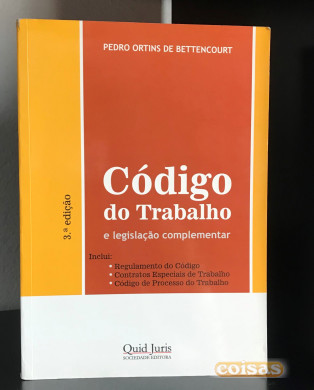 PEDRO ORTINS DE BETTENCOURT
Código
do Trabalho
e legislação complementar
3.ª edição
Inclui:
• Regulamento do Código
• Contratos Especiais de Trabalho
• Código de Processo do Trabalho
Quid Juris
SOCIEDADE EDITORA
coisas